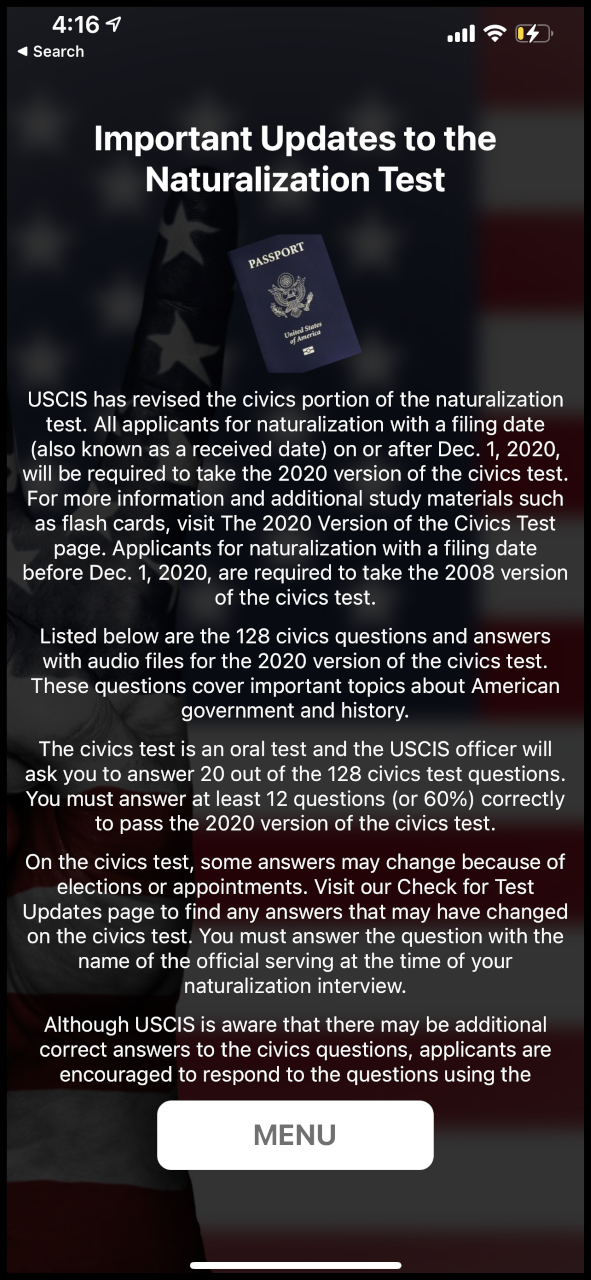 4:16
◀ Search
Important Updates to the
Naturalization Test
PASSPORT
United States
of America
USCIS has revised the civics portion of the naturalization
test. All applicants for naturalization with a filing date
(also known as a received date) on or after Dec. 1, 2020,
will be required to take the 2020 version of the civics test.
For more information and additional study materials such
as flash cards, visit The 2020 Version of the Civics Test
page. Applicants for naturalization with a filing date
before Dec. 1, 2020, are required to take the 2008 version
of the civics test.
Listed below are the 128 civics questions and answers
with audio files for the 2020 version of the civics test.
These questions cover important topics about American
government and history.
The civics test is an oral test and the USCIS officer will
ask you to answer 20 out of the 128 civics test questions.
You must answer at least 12 questions (or 60%) correctly
to pass the 2020 version of the civics test.
On the civics test, some answers may change because of
elections or appointments. Visit our Check for Test
Updates page to find any answers that may have changed
on the civics test. You must answer the question with the
name of the official serving at the time of your
naturalization interview.
Although USCIS is aware that there may be additional
correct answers to the civics questions, applicants are
encouraged to respond to the questions using the
MENU